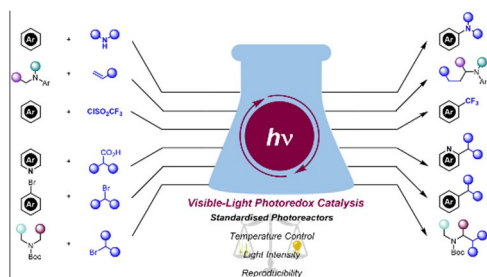 Ar + NH Ar N
N Ar + N Ar
Ar + ClSO2CF3 Ar CF3
hν
Ar N + CO2H N Ar
Br Ar + Br Ar
N Boc + Br N Boc
Visible-Light Photoredox Catalysis
Standardised Photoreactors
Temperature Control
Light Intensity
Reproducibility